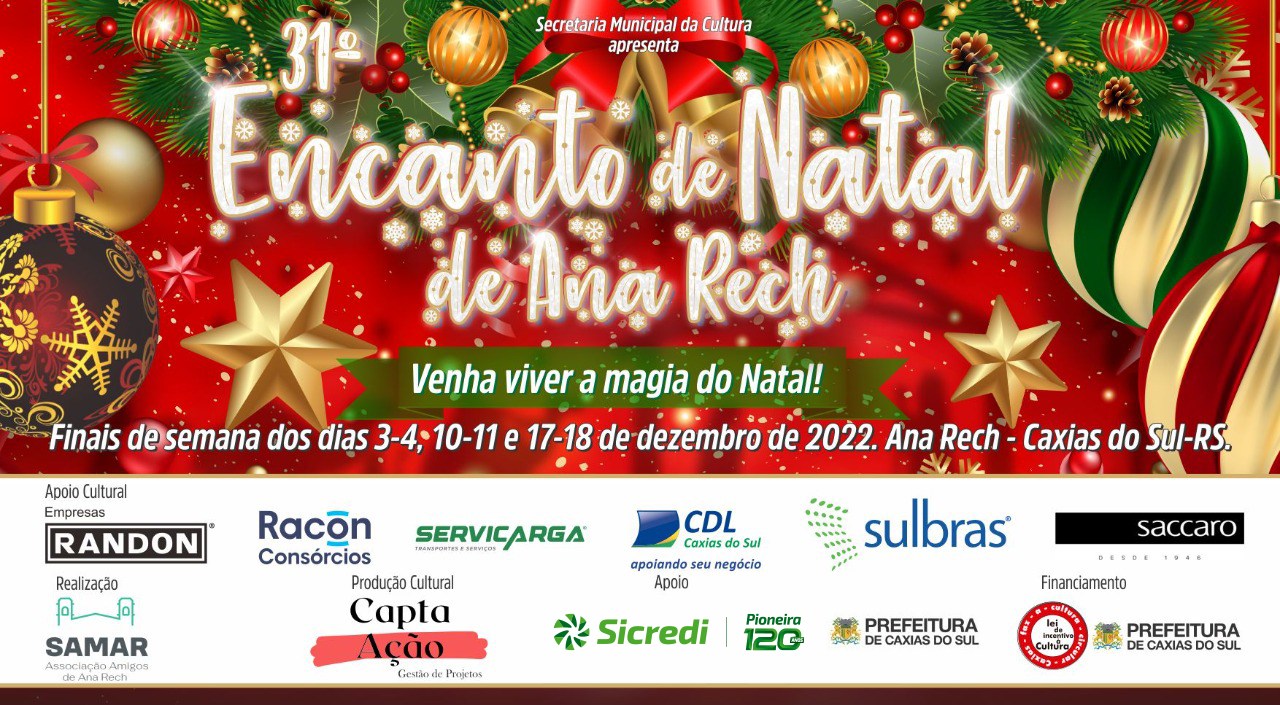 Secretaria Municipal da Cultura
apresenta
31º
Encanto de Natal
de Ana Rech
Venha viver a magia do Natal!
Finais de semana dos dias 3-4, 10-11 e 17-18 de dezembro de 2022. Ana Rech - Caxias do Sul-RS.
Apoio Cultural
Empresas
RANDON®
Racon
Consórcios
SERVICARGA®
TRANSPORTES E SERVIÇOS
CDL
Caxias do Sul
apoiando seu negócio
sulbras®
saccaro
DESDE 1946
Realização
SAMAR
Associação Amigos
de Ana Rech
Produção Cultural
Capta
Ação
Gestão de Projetos
Apoio
Sicredi
Pioneira
120 ANOS
PREFEITURA
DE CAXIAS DO SUL
Financiamento
Caxias - faz - a - cultura - circular
lei
de
incentivo
à
Cultura
PREFEITURA
DE CAXIAS DO SUL